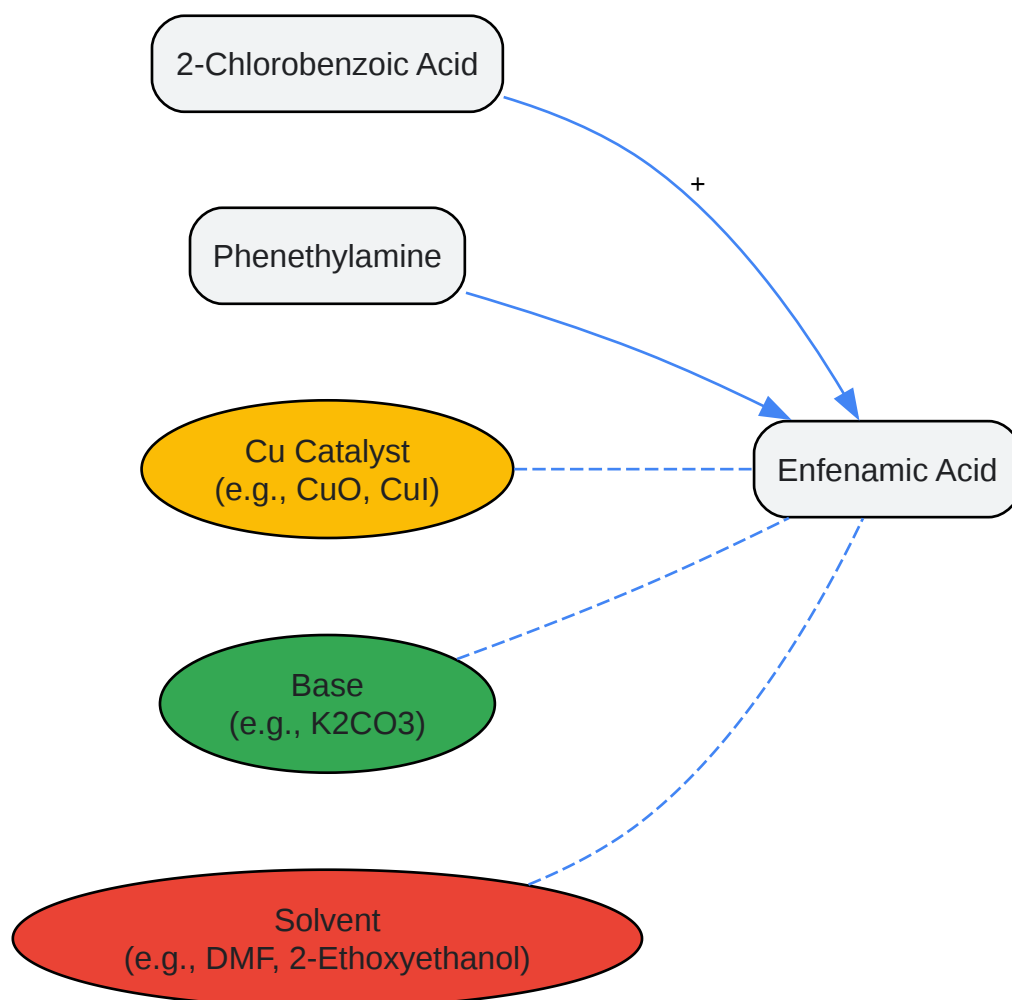 2-Chlorobenzoic Acid
+
Phenethylamine
Cu Catalyst
(e.g., CuO, CuI)
Enfenamic Acid
Base
(e.g., K2CO3)
Solvent
(e.g., DMF, 2-Ethoxyethanol)